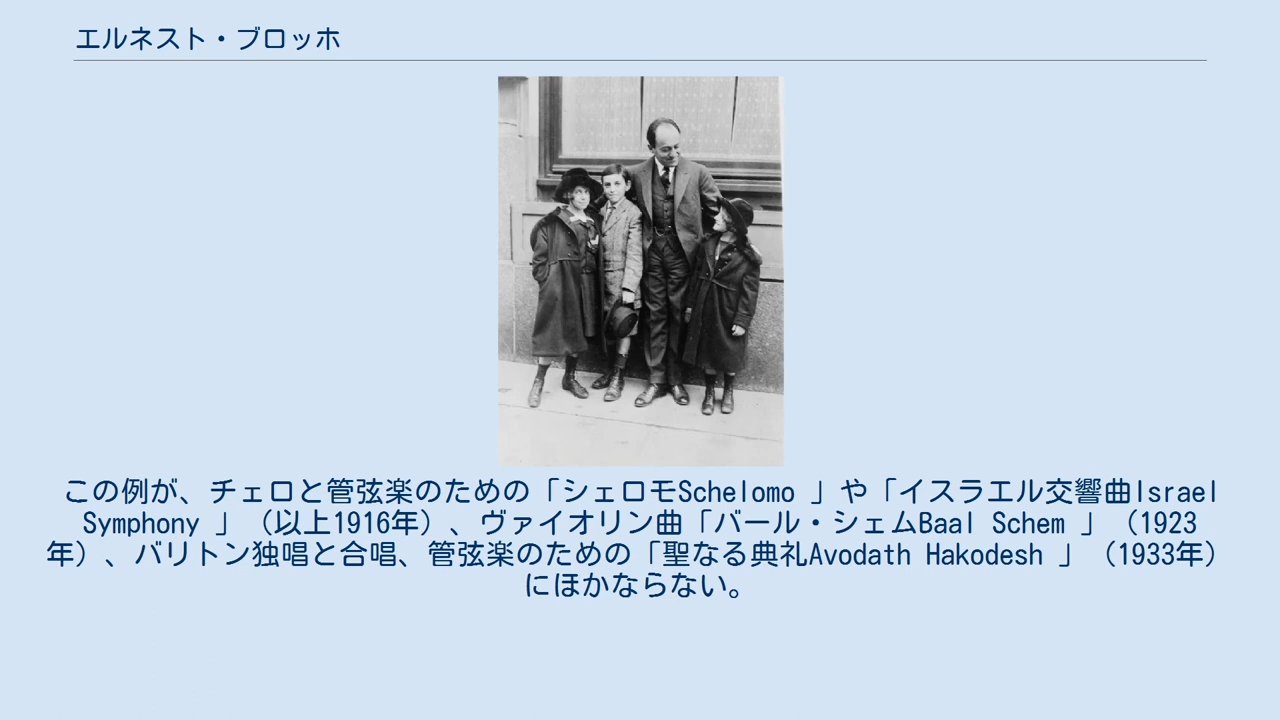 エルネスト・ブロッホ
この例が、チェロと管弦楽のための「シェロモSchelomo 」や「イスラエル交響曲Israel
Symphony 」（以上1916年）、ヴァイオリン曲「バール・シェムBaal Schem 」（1923
年）、バリトン独唱と合唱、管弦楽のための「聖なる典礼Avodath Hakodesh 」（1933年）
にほかならない。